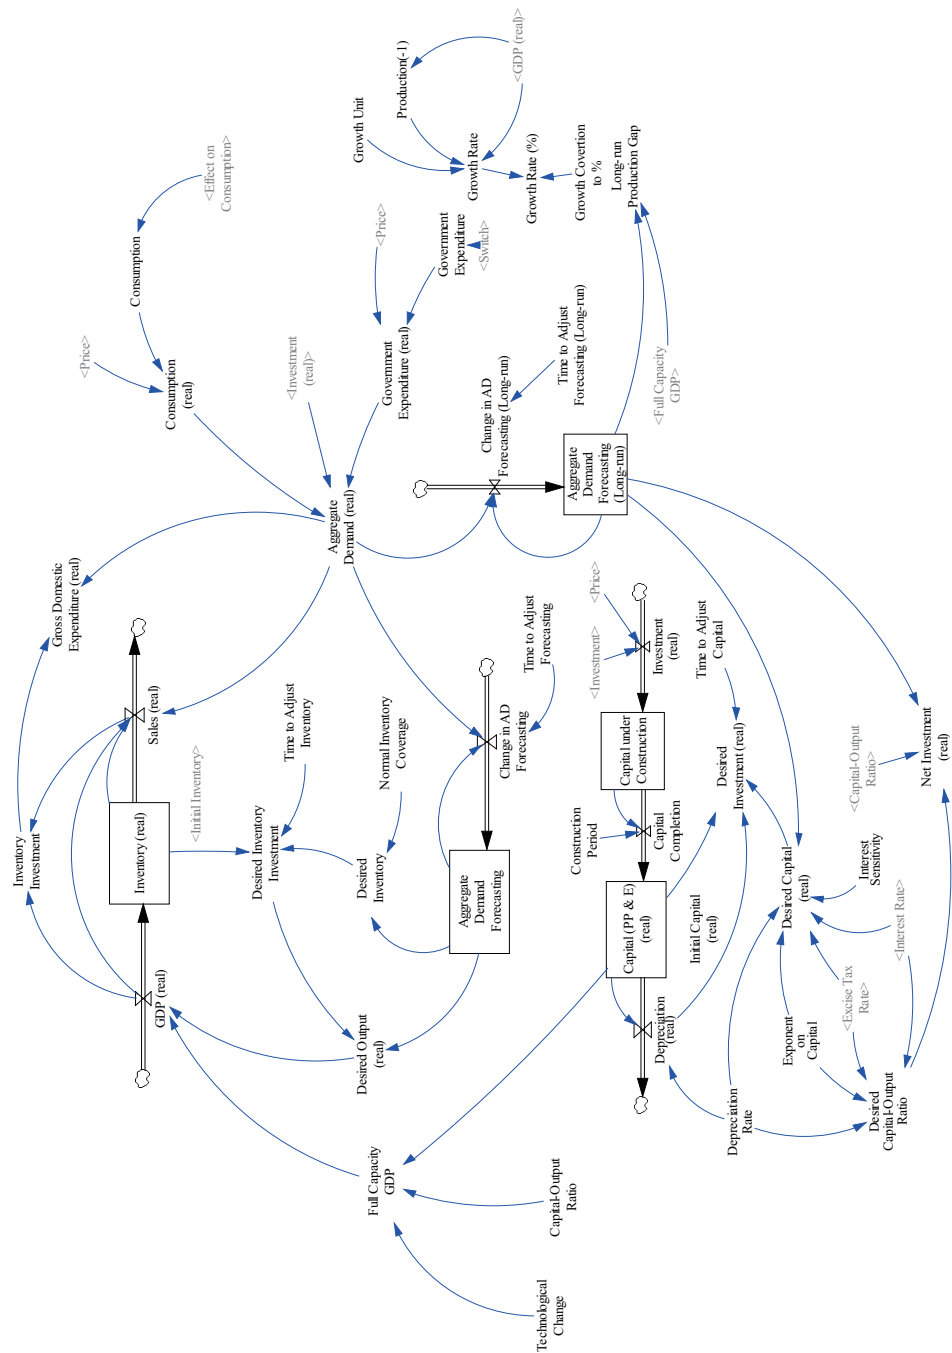 Inventory
Investment
Gross Domestic
Expenditure (real)
<Price>
Inventory (real)
Sales (real)
GDP (real)
Consumption
<Effect on
Consumption>
Consumption
(real)
<Initial Inventory>
Desired Inventory
Investment
Time to Adjust
Inventory
<Investment
(real)>
Aggregate
Demand (real)
Desired Output
(real)
Desired
Inventory
Normal Inventory
Coverage
Full Capacity
GDP
<Price>
Government
Expenditure (real)
Growth Unit
Production(-1)
Aggregate
Demand
Forecasting
Change in AD
Forecasting
Time to Adjust
Forecasting
Change in AD
Forecasting (Long-run)
Government
Expenditure
<Switch>
Growth Rate
<GDP (real)>
Technological
Change
Capital-Output
Ratio
Time to Adjust
Forecasting (Long-run)
Growth Rate (%)
Growth Covertion
to %
Aggregate
Demand
Forecasting
(Long-run)
Long-run
Production Gap
Construction
Period
<Investment>
<Price>
Capital (PP & E)
(real)
Capital under
Construction
Depreciation
(real)
Capital
Completion
Investment
(real)
<Full Capacity
GDP>
Initial Capital
(real)
Desired
Investment (real)
Time to Adjust
Capital
Depreciation
Rate
Exponent
on
Capital
Desired Capital
(real)
<Excise Tax
Rate>
Interest
Sensitivity
<Capital-Output
Ratio>
Desired
Capital-Output
Ratio
<Interest Rate>
Net Investment
(real)